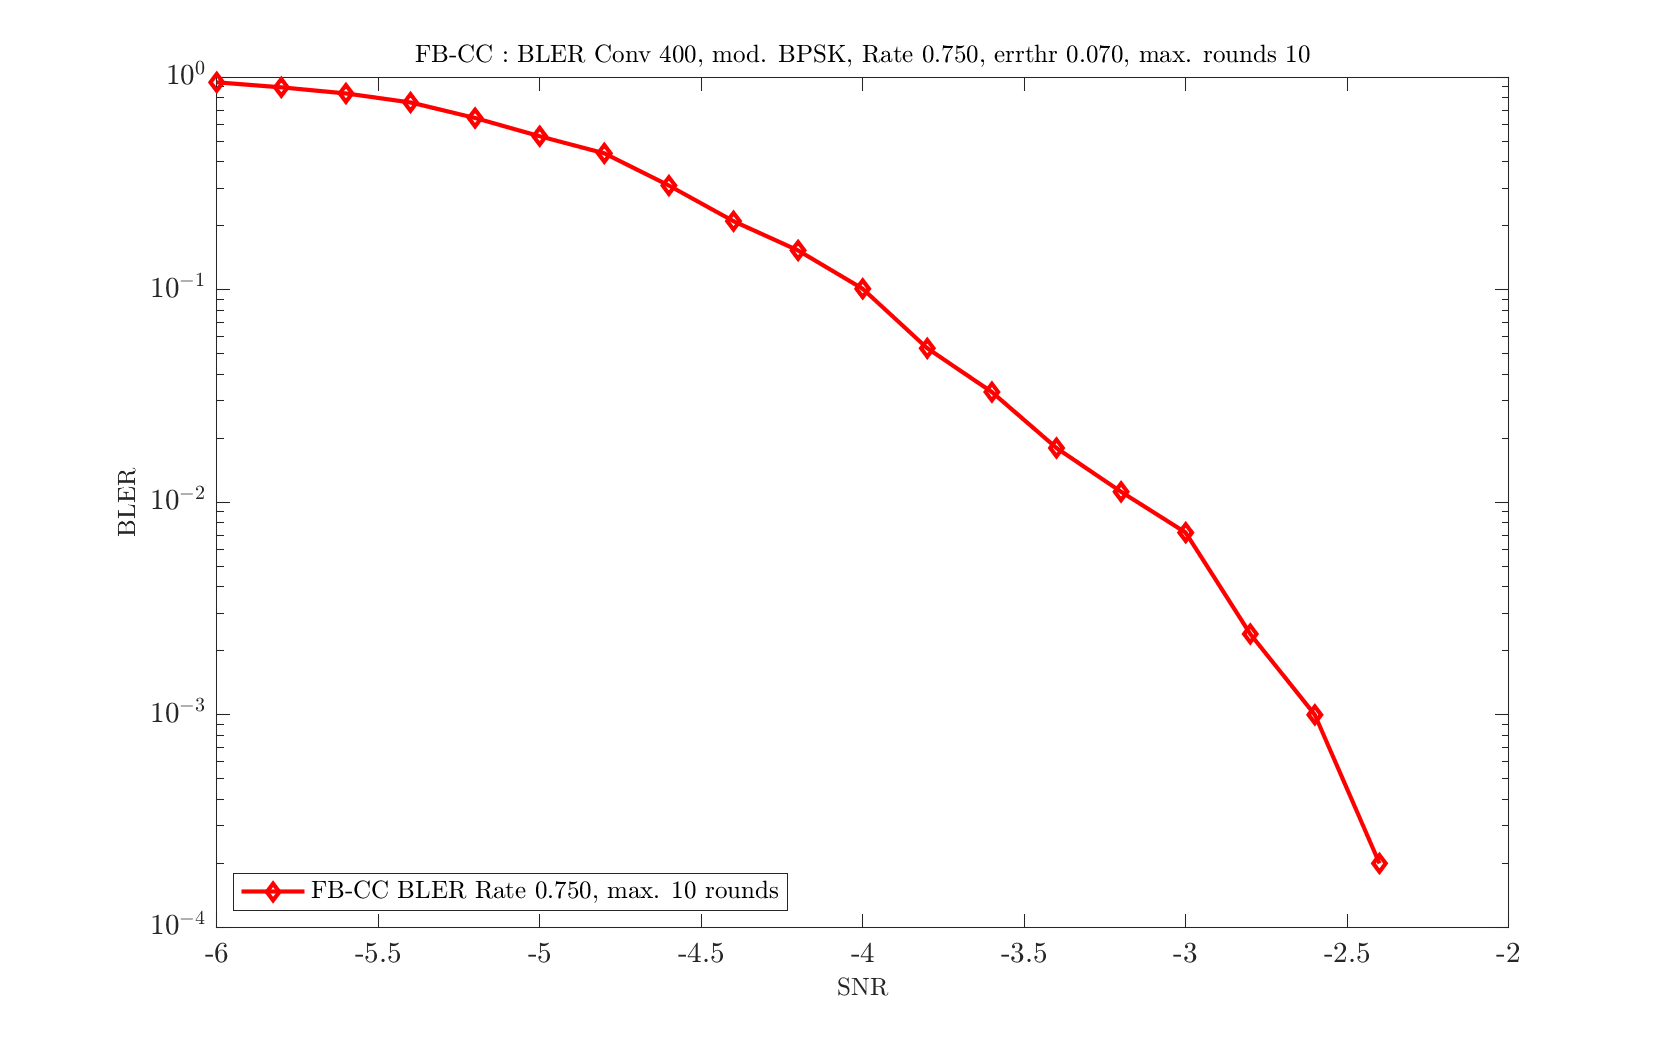 FB-CC : BLER Conv 400, mod. BPSK, Rate 0.750, errthr 0.070, max. rounds 10
10^0
10^−1
10^−2
10^−3
10^−4
BLER
FB-CC BLER Rate 0.750, max. 10 rounds
-6 -5.5 -5 -4.5 -4 -3.5 -3 -2.5 -2
SNR